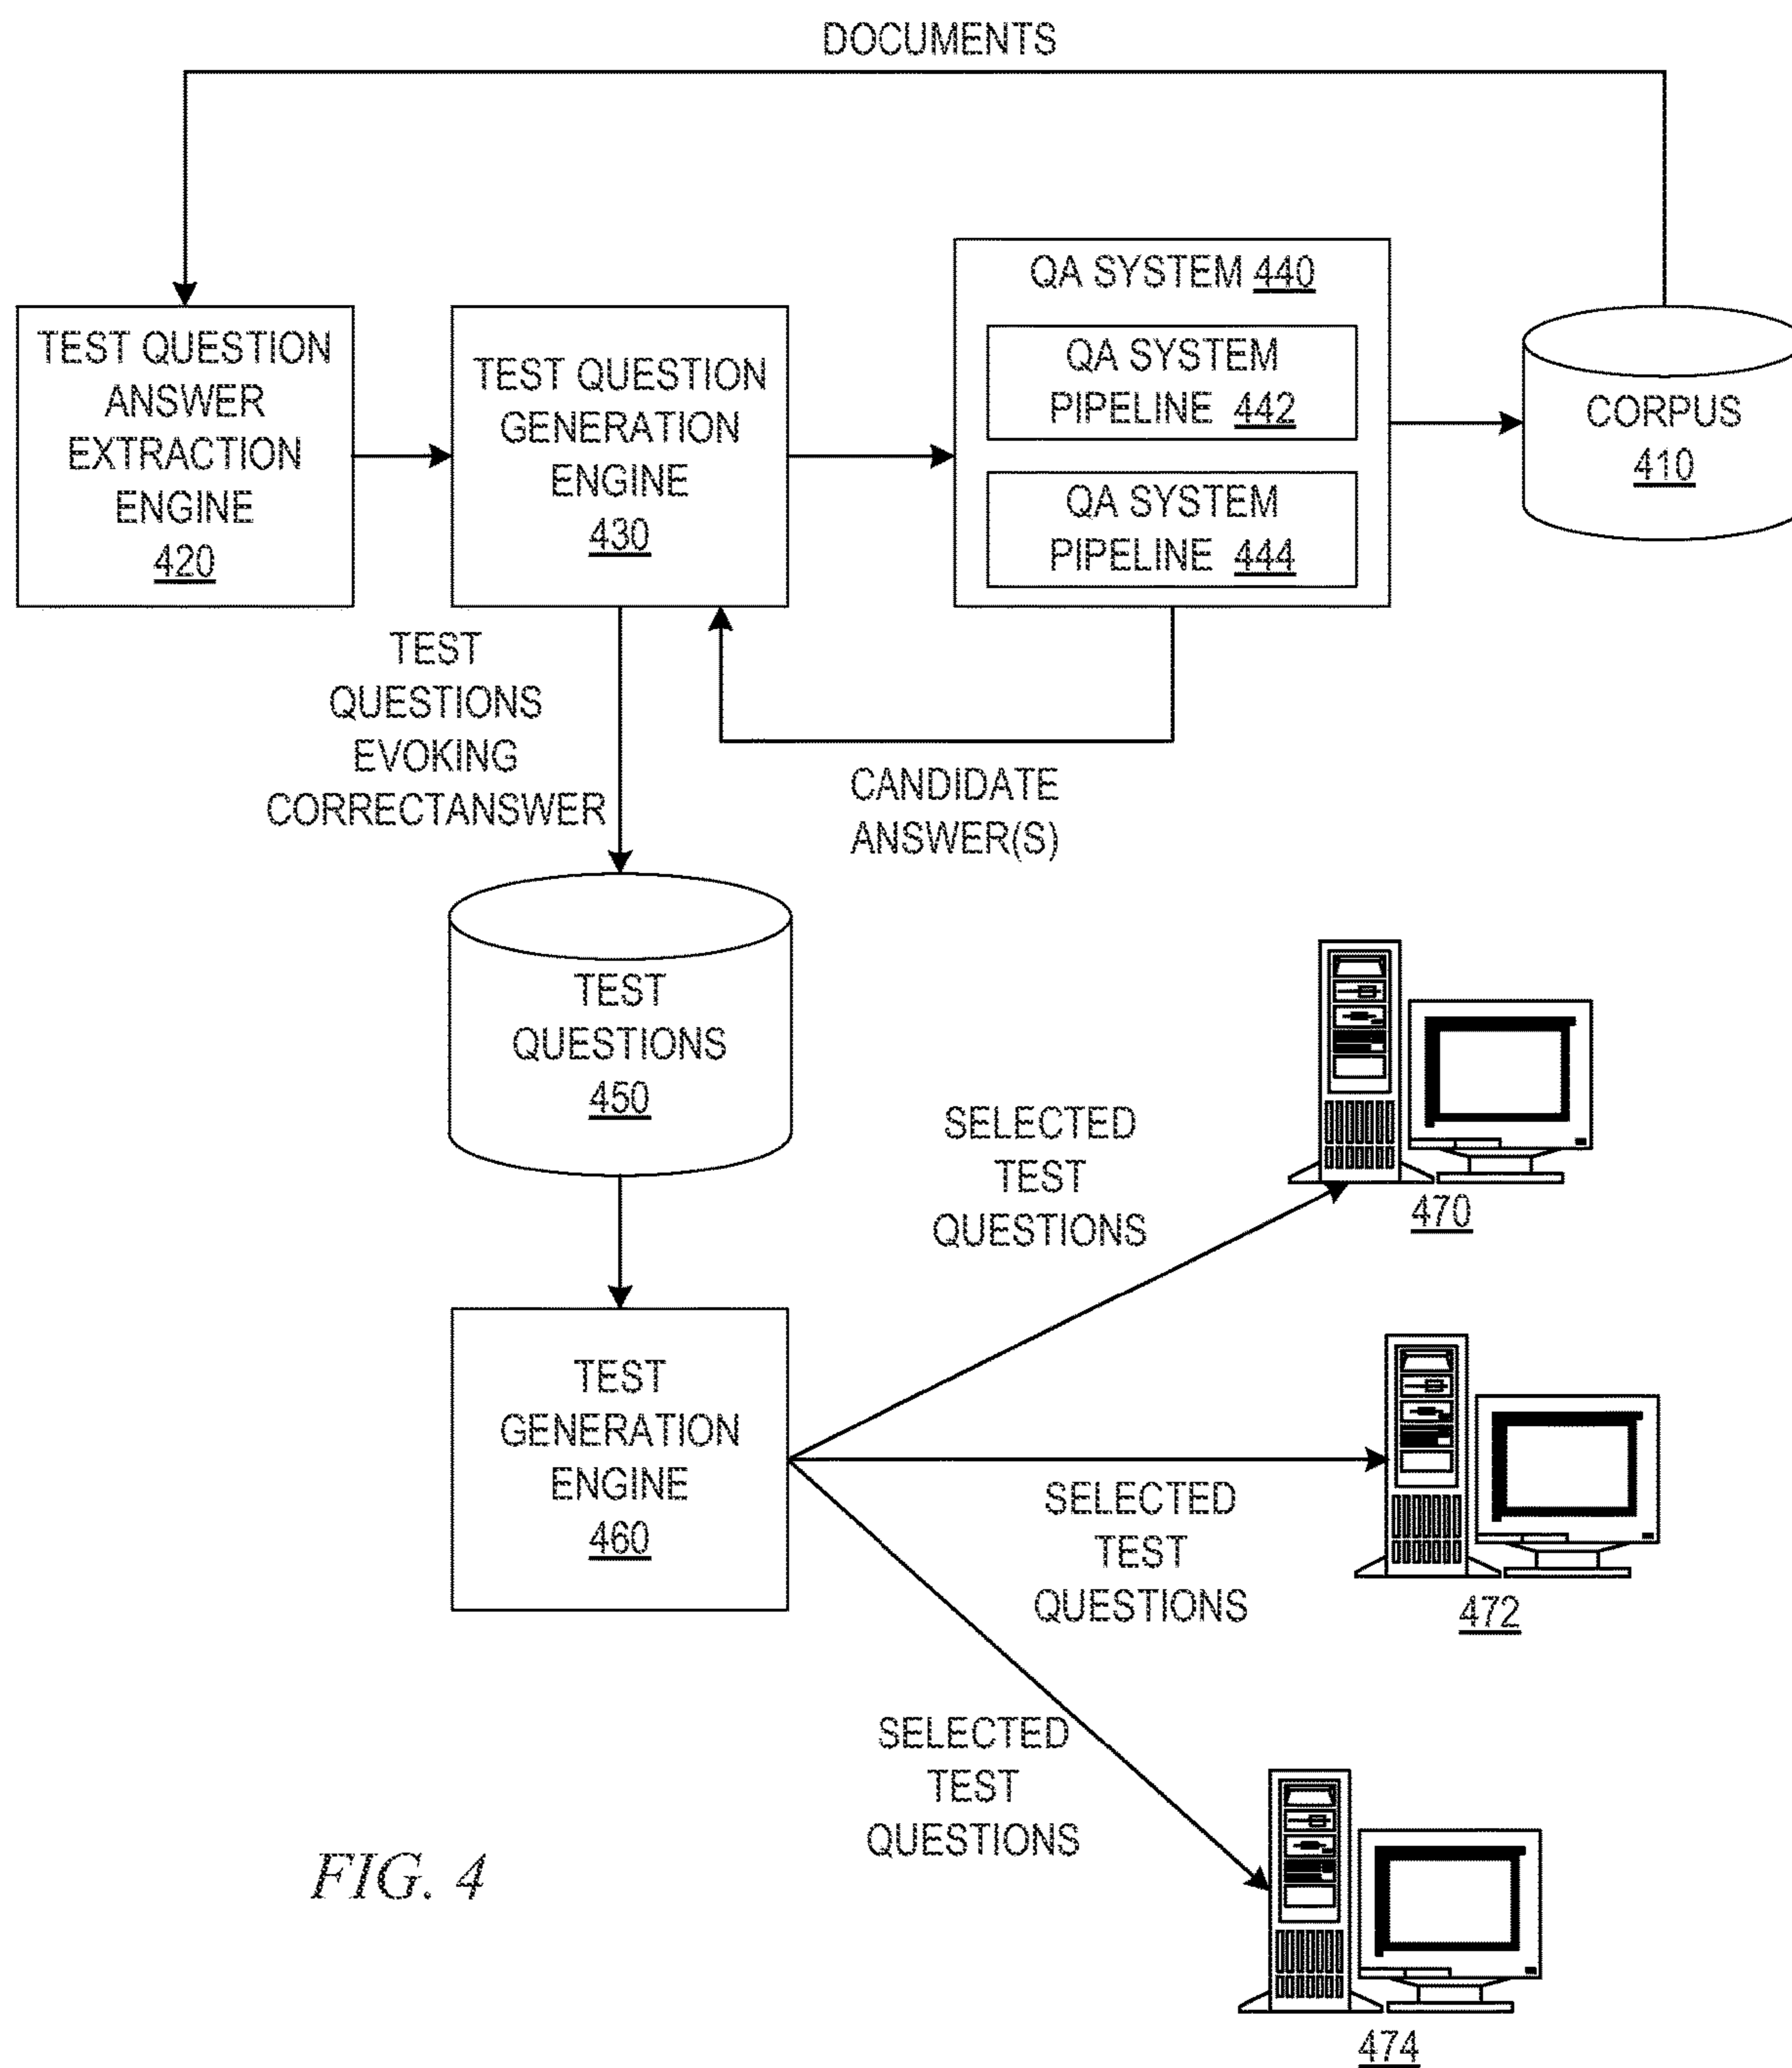 DOCUMENTS
TEST QUESTION
ANSWER
EXTRACTION
ENGINE
420
TEST QUESTION
GENERATION
ENGINE
430
QA SYSTEM 440
QA SYSTEM
PIPELINE 442
QA SYSTEM
PIPELINE 444
CORPUS
410
TEST
QUESTIONS
EVOKING
CORRECTANSWER
CANDIDATE
ANSWER(S)
TEST
QUESTIONS
450
SELECTED
TEST
QUESTIONS
470
TEST
GENERATION
ENGINE
460
SELECTED
TEST
QUESTIONS
472
SELECTED
TEST
QUESTIONS
474
FIG. 4